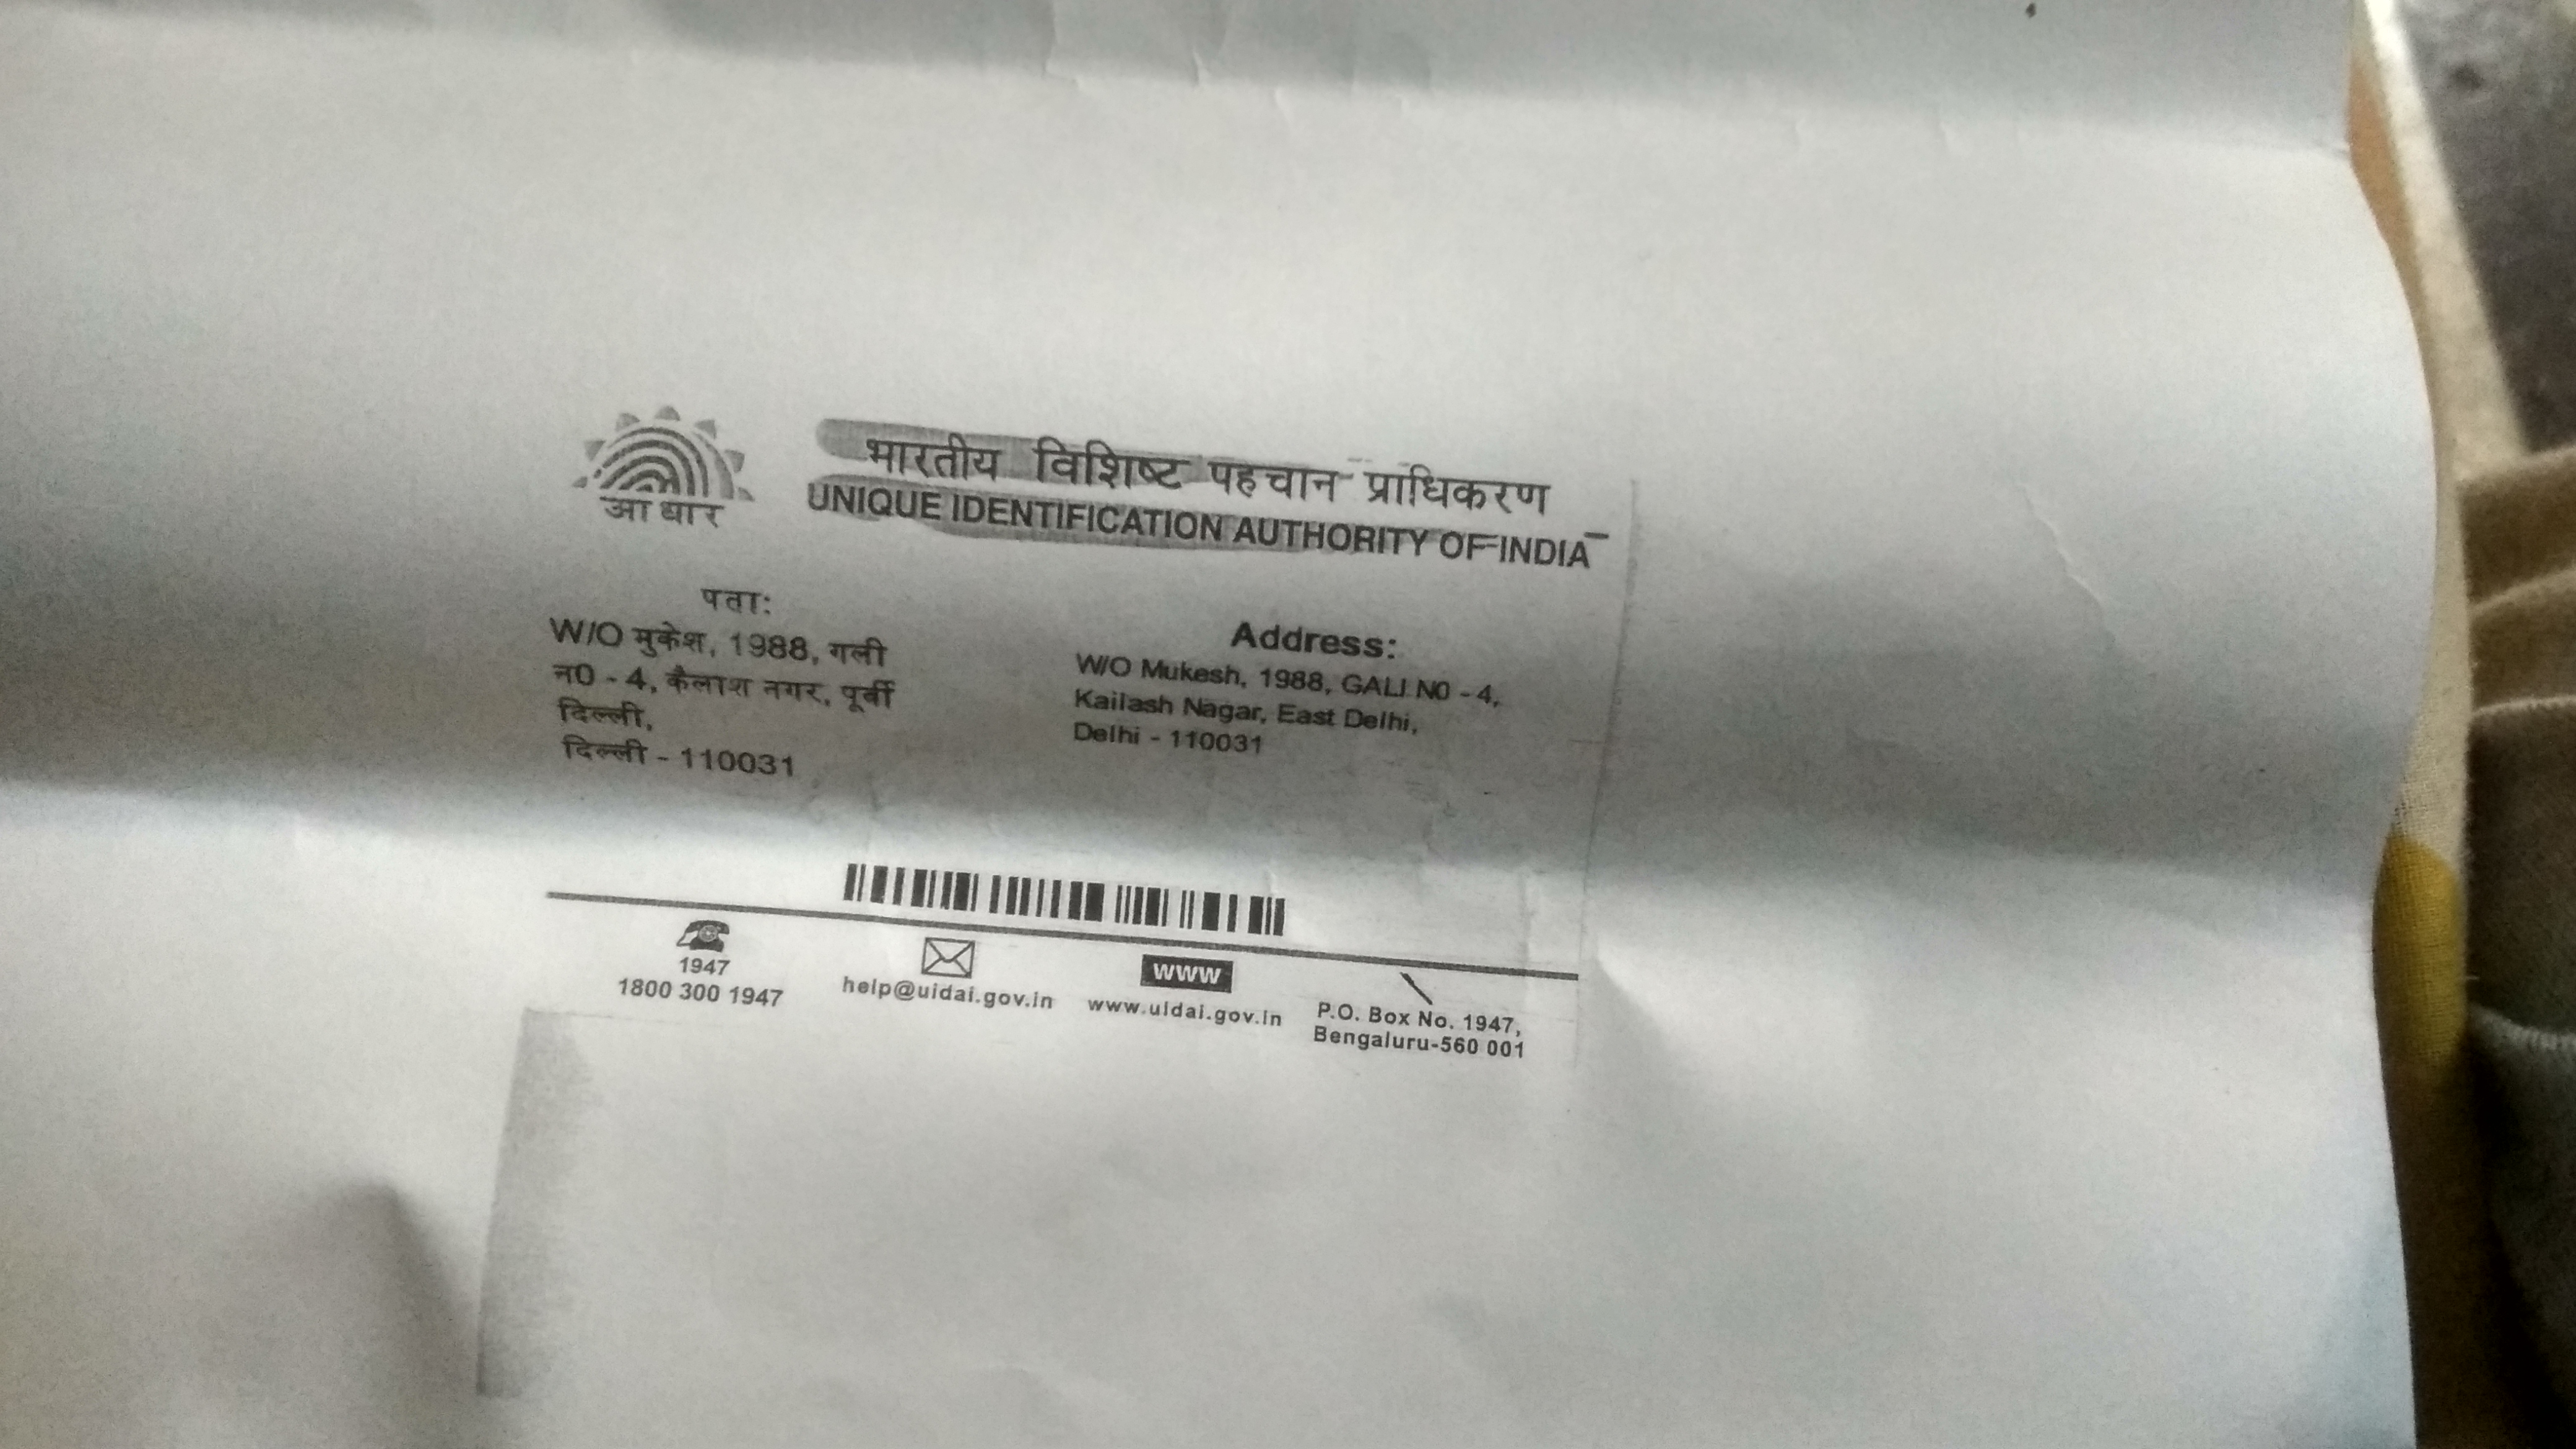 आधार
भारतीय विशिष्ट पहचान प्राधिकरण
UNIQUE IDENTIFICATION AUTHORITY OF INDIA
पता:
W/O मुकेश, 1988, गली
न0 - 4, कैलाश नगर, पूर्वी
दिल्ली,
दिल्ली - 110031
Address:
W/O Mukesh, 1988, GALI N0 - 4,
Kailash Nagar, East Delhi,
Delhi - 110031
1947
1800 300 1947
help@uidai.gov.in
WWW
www.uidai.gov.in
P.O. Box No. 1947,
Bengaluru-560 001